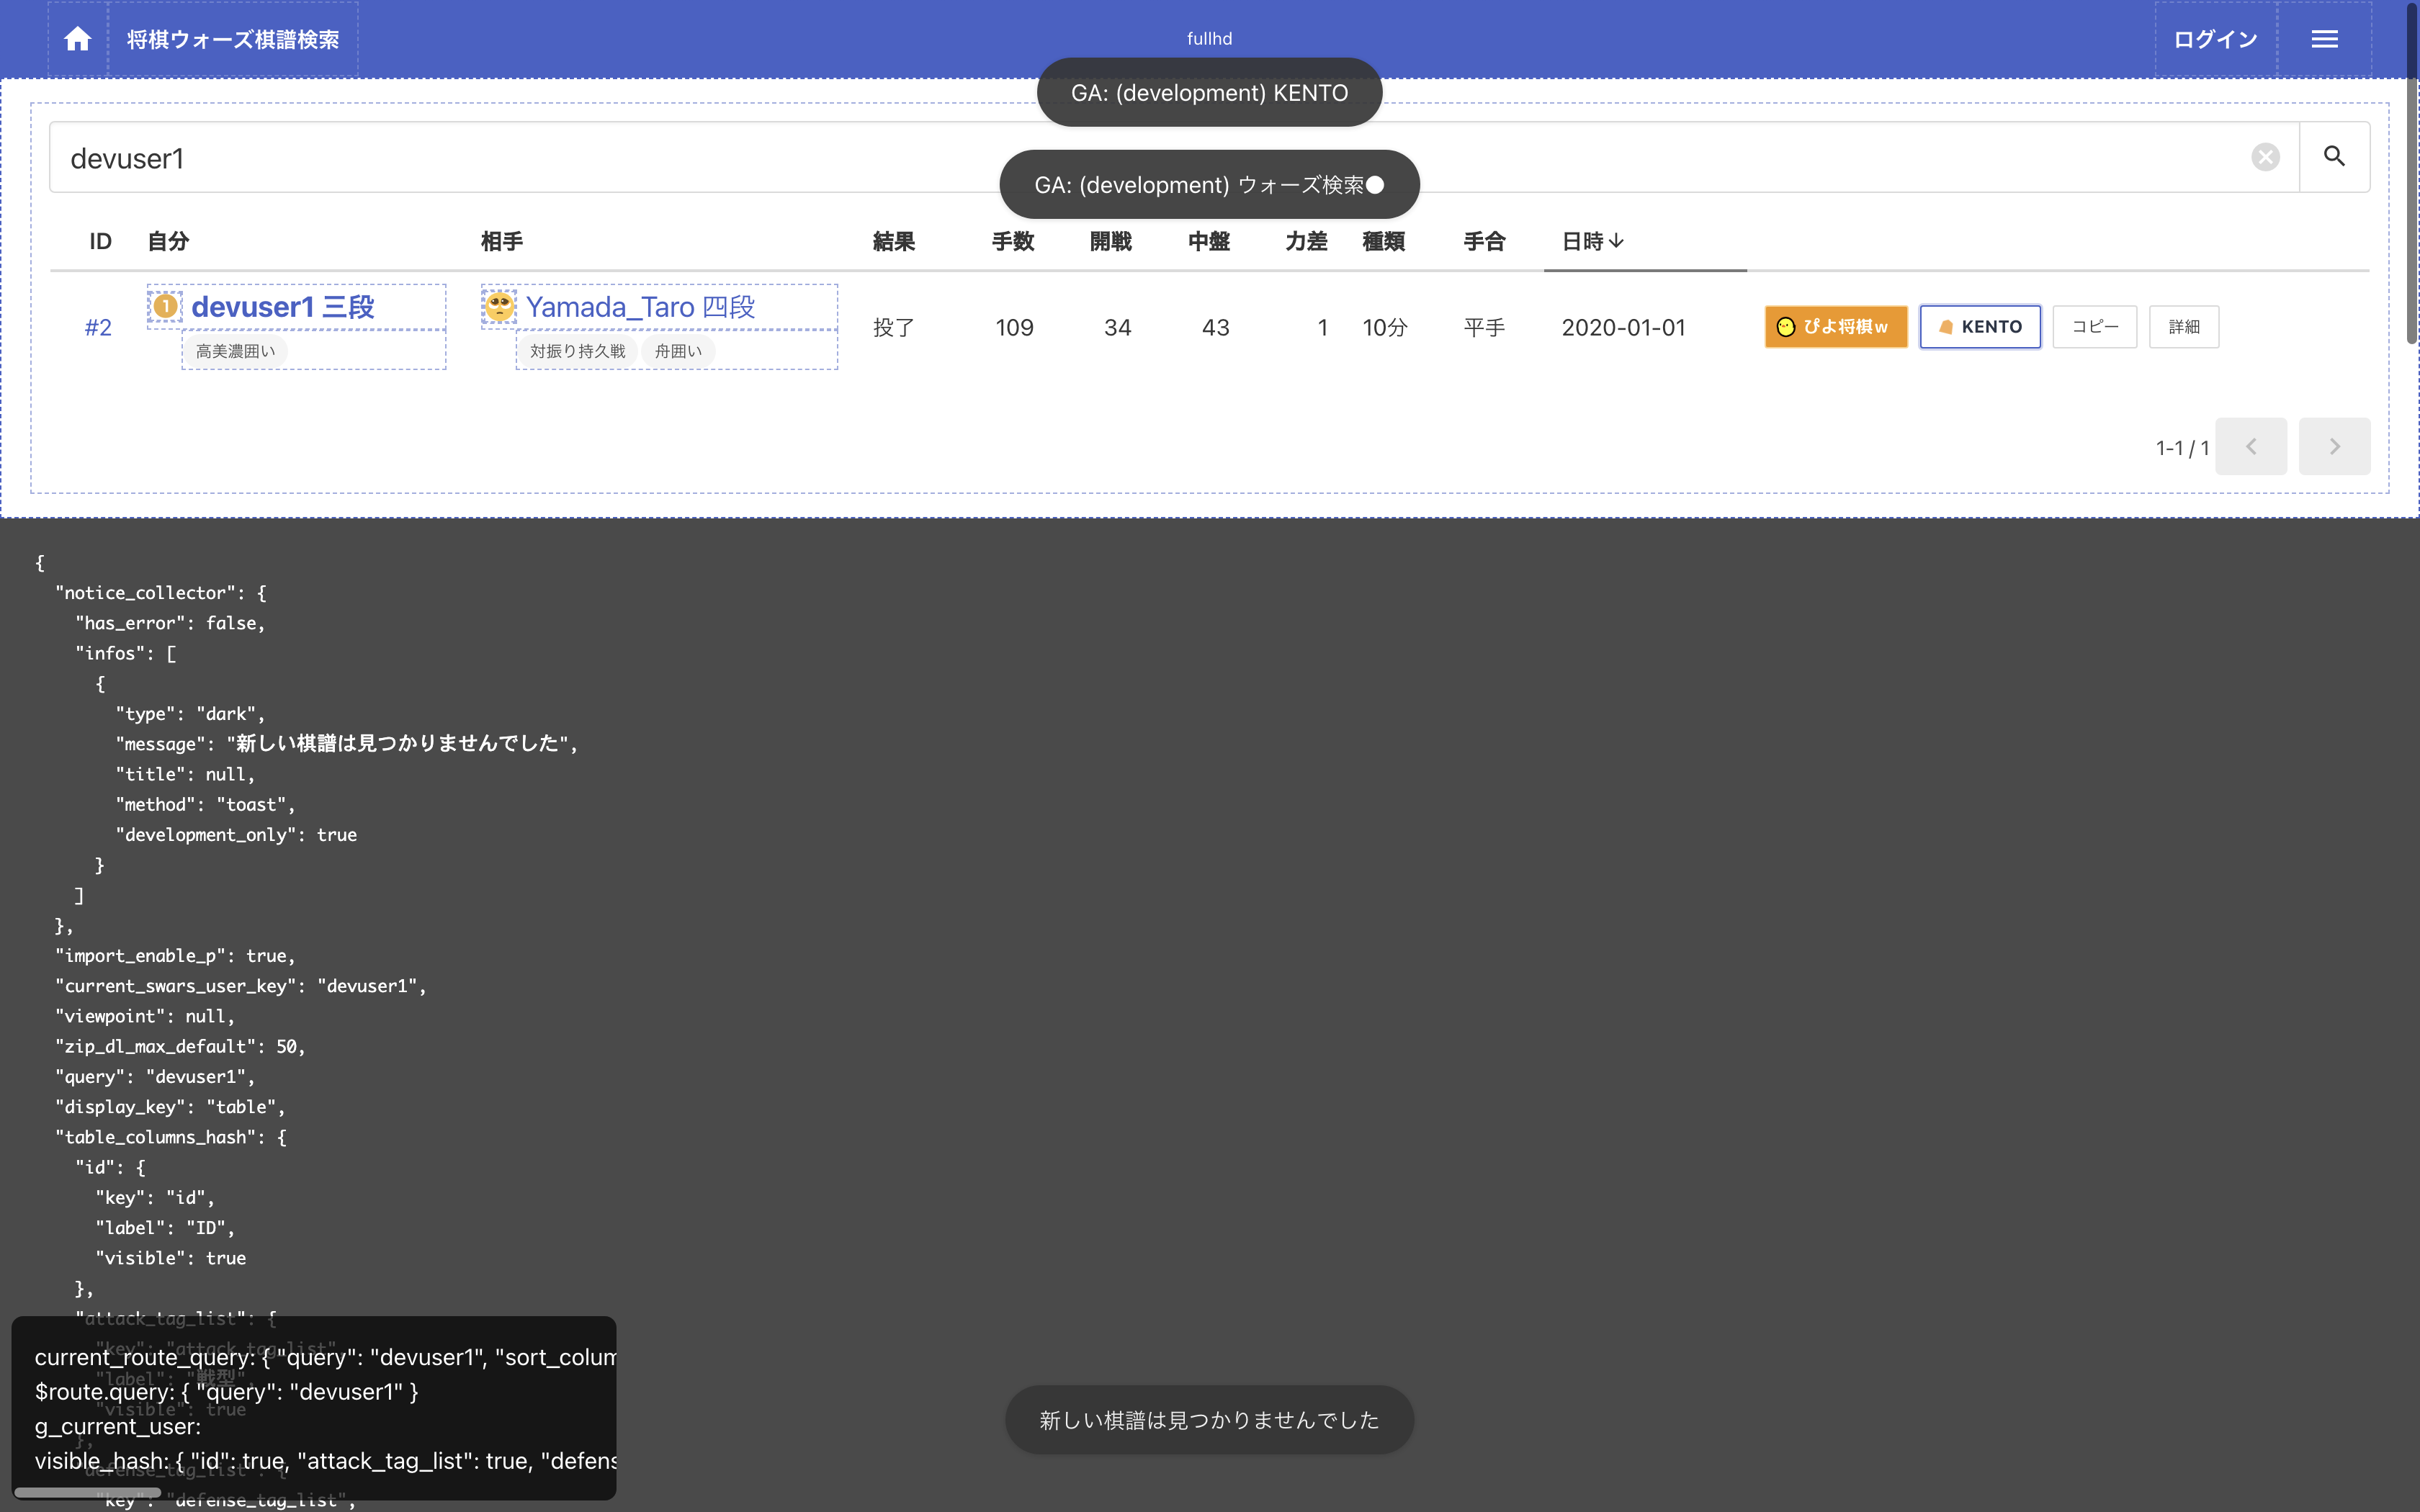 将棋ウォーズ棋譜検索
fullhd
ログイン
GA: (development) KENTO
devuser1
GA: (development) ウォーズ検索●
ID 自分 相手 結果 手数 開戦 中盤 力差 種類 手合 日時
#2 devuser1 三段 Yamada_Taro 四段 投了 109 34 43 1 10分 平手 2020-01-01 ぴよ将棋w KENTO コピー 詳細
高美濃囲い 対振り持久戦 舟囲い
1-1 / 1
{
"notice_collector": {
"has_error": false,
"infos": [
{
"type": "dark",
"message": "新しい棋譜は見つかりませんでした",
"title": null,
"method": "toast",
"development_only": true
}
]
},
"import_enable_p": true,
"current_swars_user_key": "devuser1",
"viewpoint": null,
"zip_dl_max_default": 50,
"query": "devuser1",
"display_key": "table",
"table_columns_hash": {
"id": {
"key": "id",
"label": "ID",
"visible": true
},
"attack_tag_list": {
"key": "attack_tag_list",
"label": "戦型",
"visible": true
},
"defense_tag_list": {
"key": "defense_tag_list",
current_route_query: { "query": "devuser1", "sort_colum
$route.query: { "query": "devuser1" }
g_current_user:
visible_hash: { "id": true, "attack_tag_list": true, "defens
新しい棋譜は見つかりませんでした